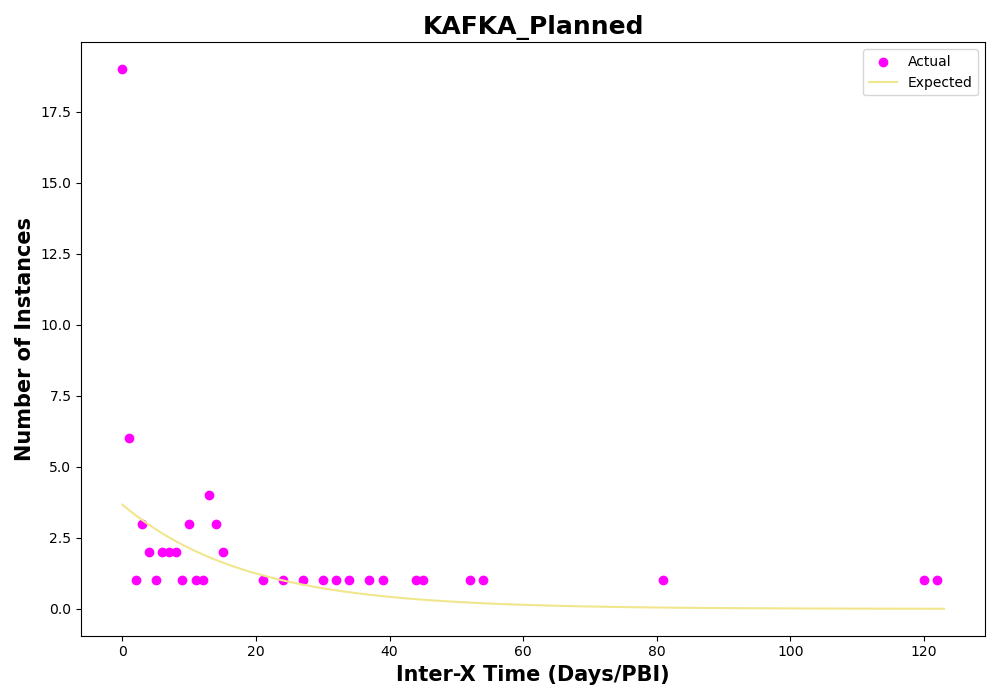 KAFKA_Planned
Actual
Expected
Number of Instances
17.5
15.0
12.5
10.0
7.5
5.0
2.5
0.0
0 20 40 60 80 100 120
Inter-X Time (Days/PBI)